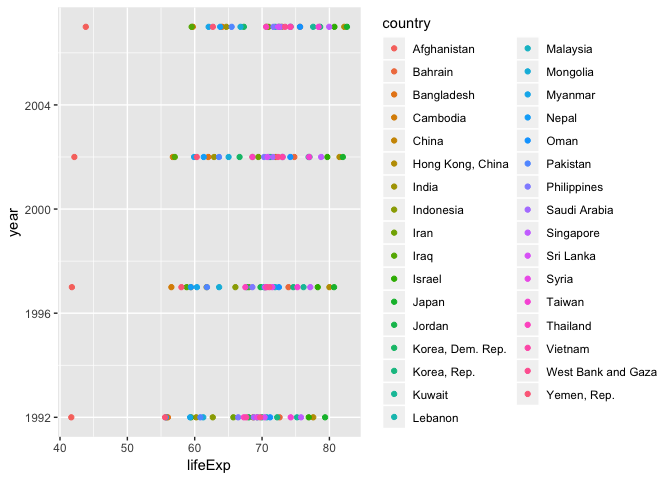 year
2004
2000
1996
1992
40
50
60
70
80
lifeExp
country
Afghanistan
Bahrain
Bangladesh
Cambodia
China
Hong Kong, China
India
Indonesia
Iran
Iraq
Israel
Japan
Jordan
Korea, Dem. Rep.
Korea, Rep.
Kuwait
Lebanon
Malaysia
Mongolia
Myanmar
Nepal
Oman
Pakistan
Philippines
Saudi Arabia
Singapore
Sri Lanka
Syria
Taiwan
Thailand
Vietnam
West Bank and Gaza
Yemen, Rep.